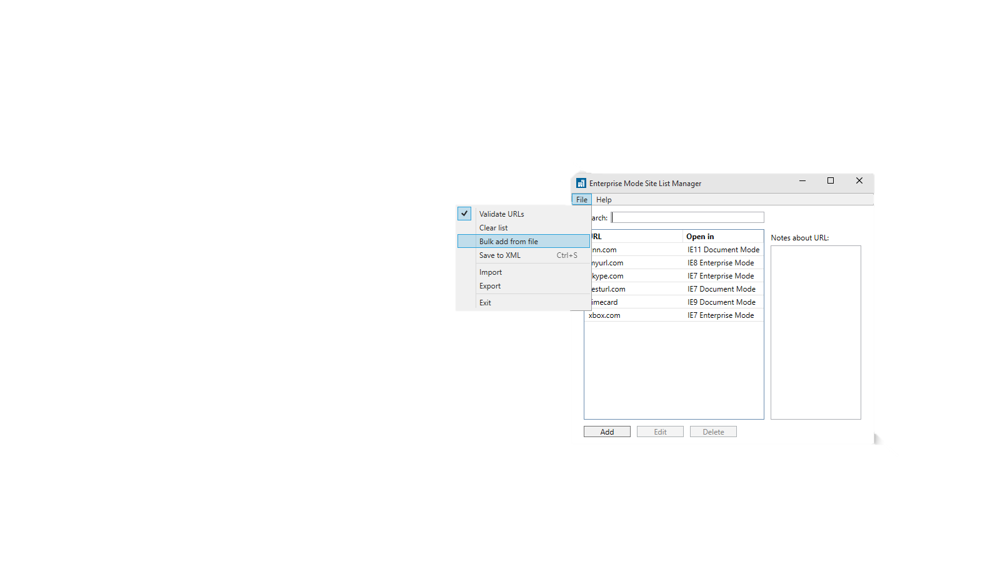 Enterprise Mode Site List Manager
File Help
Validate URLs
Clear list
Bulk add from file
Save to XML Ctrl+S
Import
Export
Exit
arch:
RL Open in
nn.com IE11 Document Mode
myurl.com IE8 Enterprise Mode
kype.com IE7 Enterprise Mode
esturl.com IE7 Document Mode
imecard IE9 Document Mode
xbox.com IE7 Enterprise Mode
Notes about URL:
Add Edit Delete